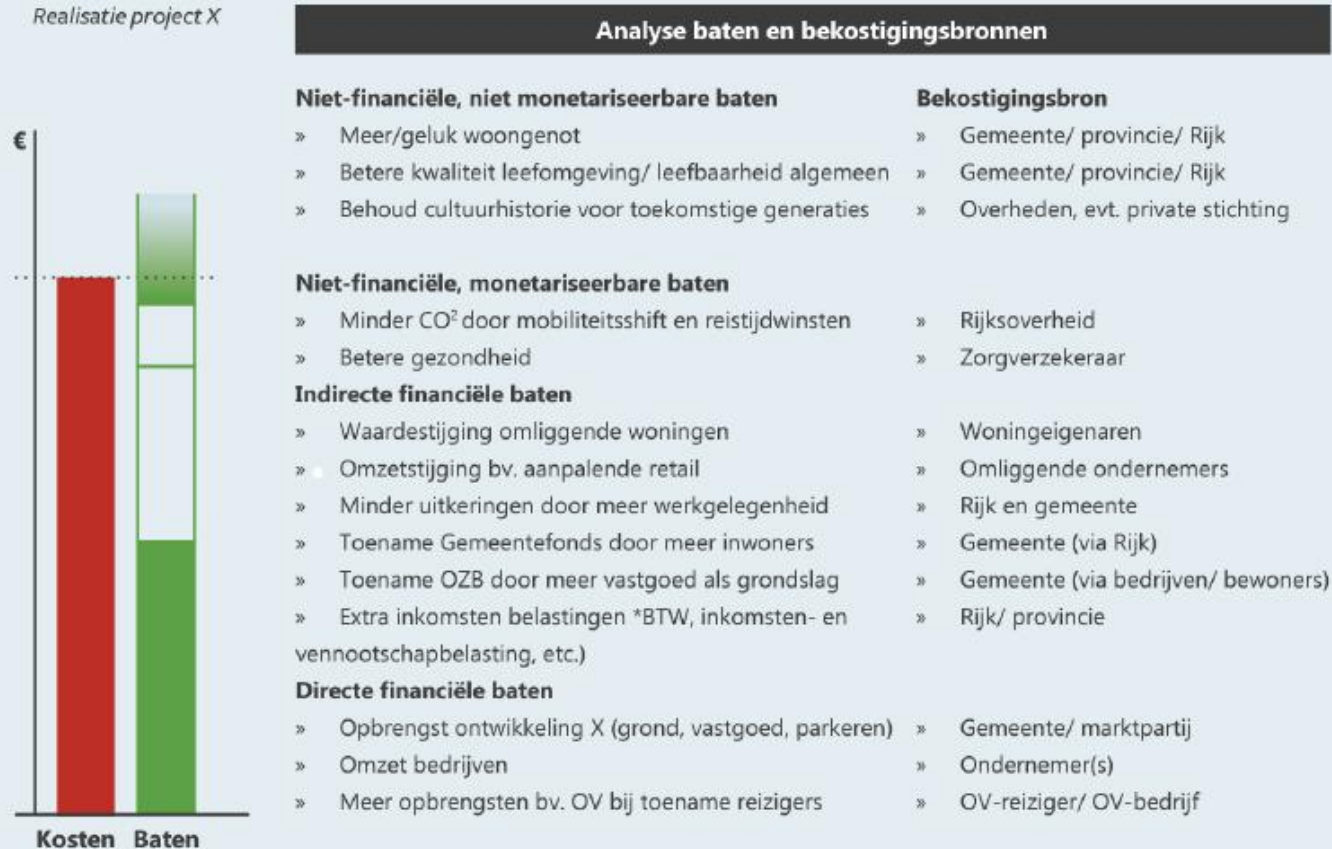 Realisatie project X
Analyse baten en bekostigingsbronnen
Niet-financiële, niet monetariseerbare baten Bekostigingsbron
€
» Meer/geluk woongenot » Gemeente/ provincie/ Rijk
» Betere kwaliteit leefomgeving/ leefbaarheid algemeen » Gemeente/ provincie/ Rijk
» Behoud cultuurhistorie voor toekomstige generaties » Overheden, evt. private stichting
Niet-financiële, monetariseerbare baten
» Minder CO² door mobiliteitsshift en reistijdwinsten » Rijksoverheid
» Betere gezondheid » Zorgverzekeraar
Indirecte financiële baten
» Waardestijging omliggende woningen » Woningeigenaren
» Omzetstijging bv. aanpalende retail » Omliggende ondernemers
» Minder uitkeringen door meer werkgelegenheid » Rijk en gemeente
» Toename Gemeentefonds door meer inwoners » Gemeente (via Rijk)
» Toename OZB door meer vastgoed als grondslag » Gemeente (via bedrijven/ bewoners)
» Extra inkomsten belastingen *BTW, inkomsten- en » Rijk/ provincie
vennootschapbelasting, etc.)
Directe financiële baten
» Opbrengst ontwikkeling X (grond, vastgoed, parkeren) » Gemeente/ marktpartij
» Omzet bedrijven » Ondernemer(s)
» Meer opbrengsten bv. OV bij toename reizigers » OV-reiziger/ OV-bedrijf
Kosten Baten